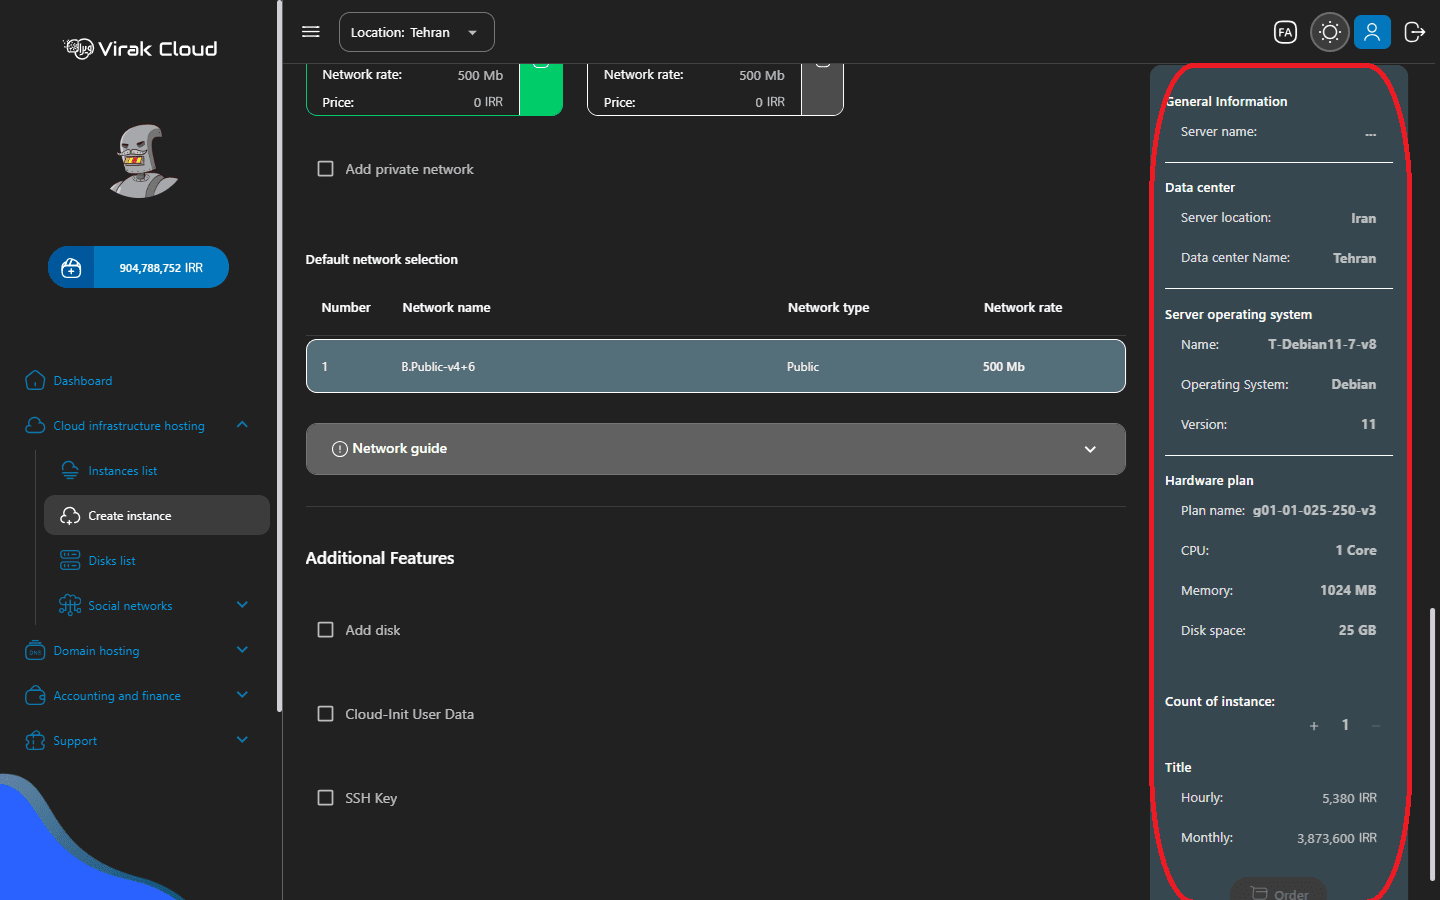 Virak Cloud
904,788,752 IRR
Dashboard
Cloud infrastructure hosting
Instances list
Create instance
Disks list
Social networks
Domain hosting
Accounting and finance
Support
Location: Tehran
FA
Network rate: 500 Mb
Price: 0 IRR
Network rate: 500 Mb
Price: 0 IRR
Add private network
Default network selection
Number Network name Network type Network rate
1 B.Public-v4+6 Public 500 Mb
Network guide
Additional Features
Add disk
Cloud-Init User Data
SSH Key
General Information
Server name: ---
Data center
Server location: Iran
Data center Name: Tehran
Server operating system
Name: T-Debian11-7-v8
Operating System: Debian
Version: 11
Hardware plan
Plan name: g01-01-025-250-v3
CPU: 1 Core
Memory: 1024 MB
Disk space: 25 GB
Count of instance:
+ 1 −
Title
Hourly: 5,380 IRR
Monthly: 3,873,600 IRR
Order